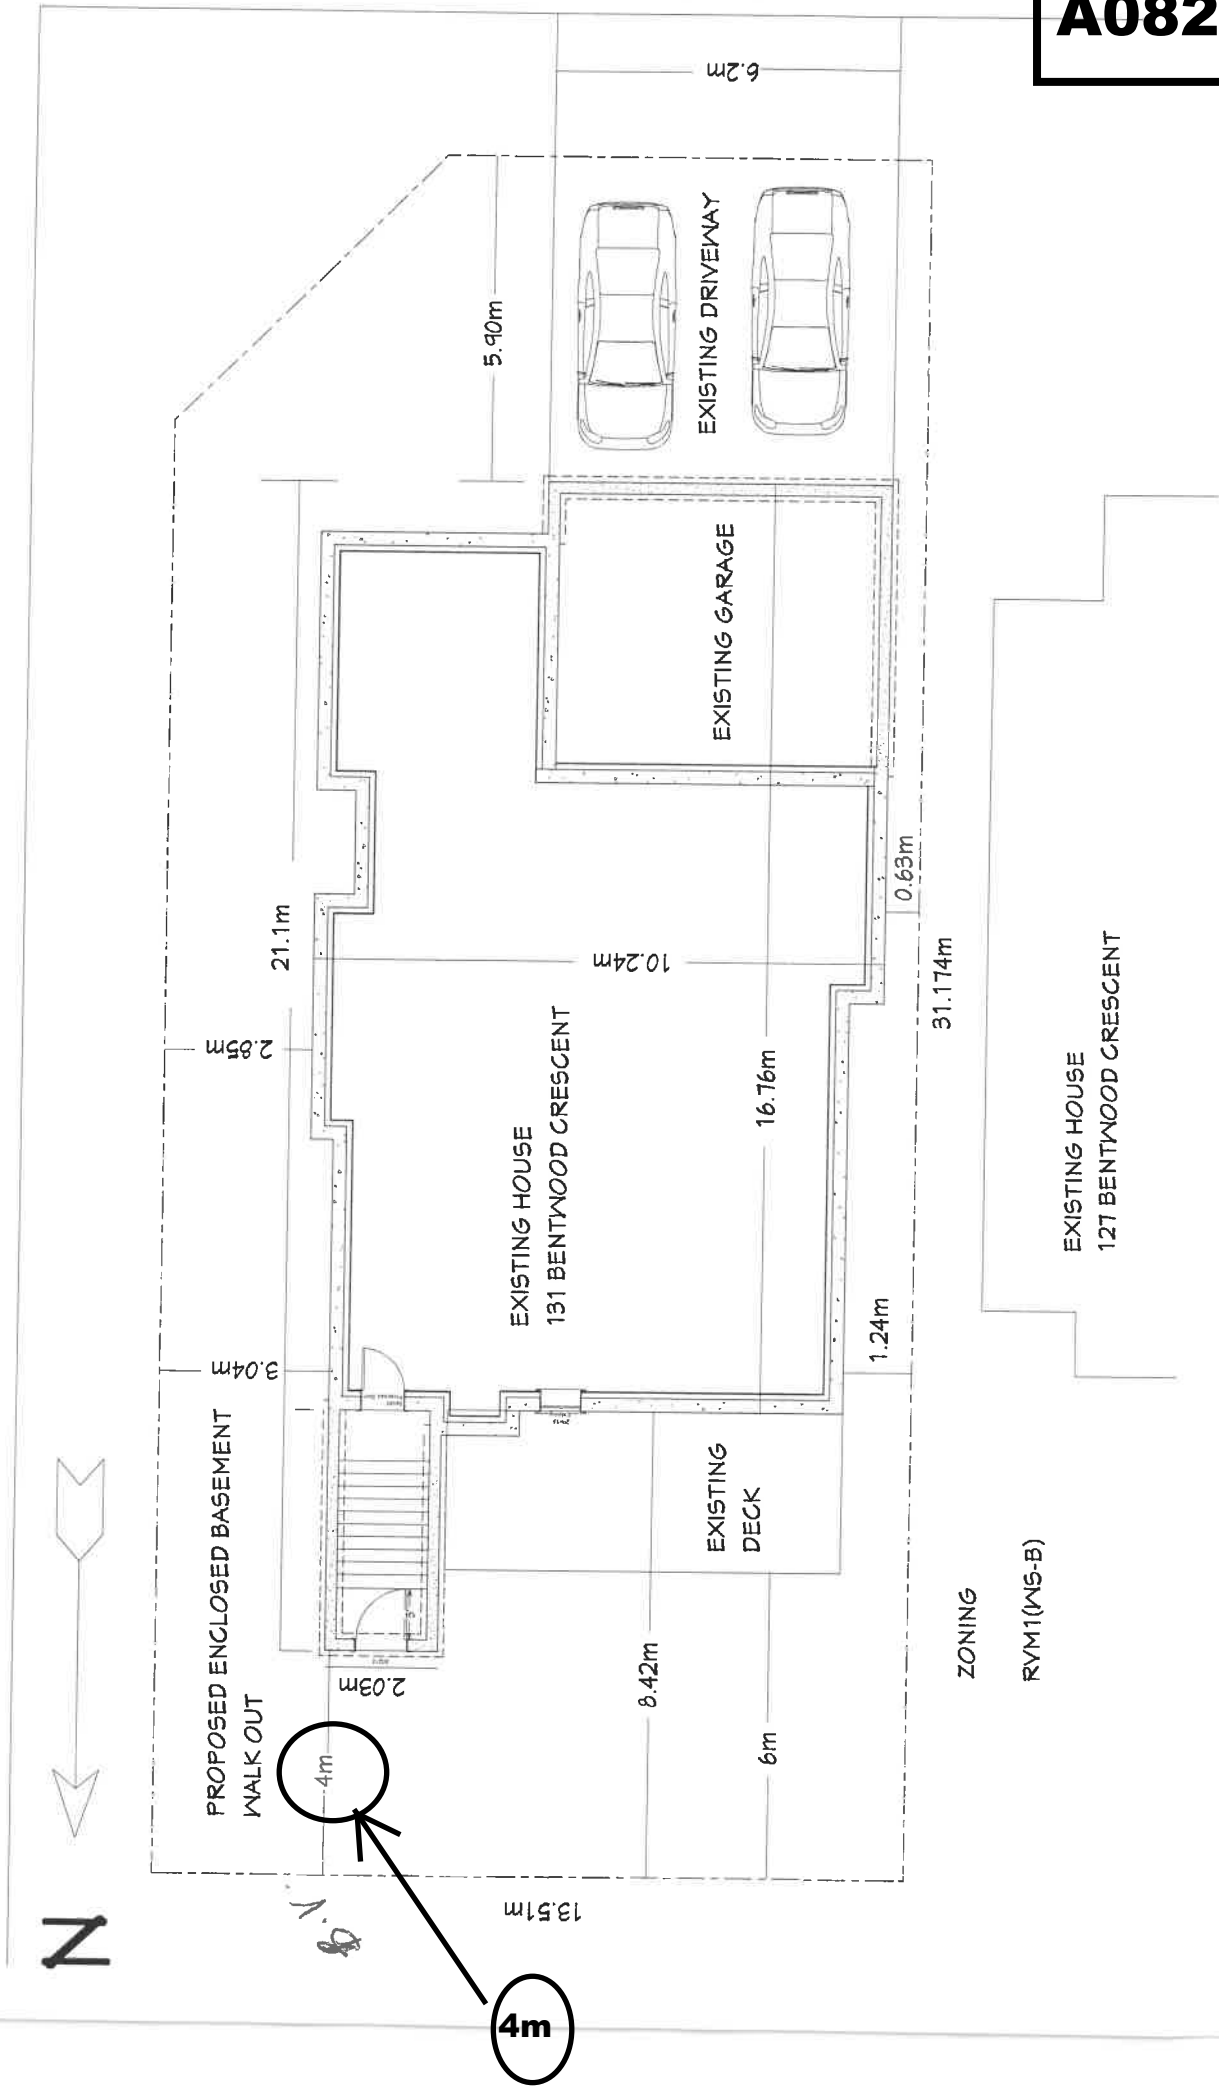 A082
6.2m
5.90m
EXISTING DRIVEWAY
EXISTING GARAGE
21.1m
10.24m
0.63m
2.85m
31.174m
16.76m
EXISTING HOUSE
131 BENTWOOD CRESCENT
EXISTING HOUSE
127 BENTWOOD CRESCENT
3.04m
1.24m
PROPOSED ENCLOSED BASEMENT
WALK OUT
EXISTING
DECK
2.03m
8.42m
6m
ZONING
RVM1(WS-B)
4m
13.51m
N
4m